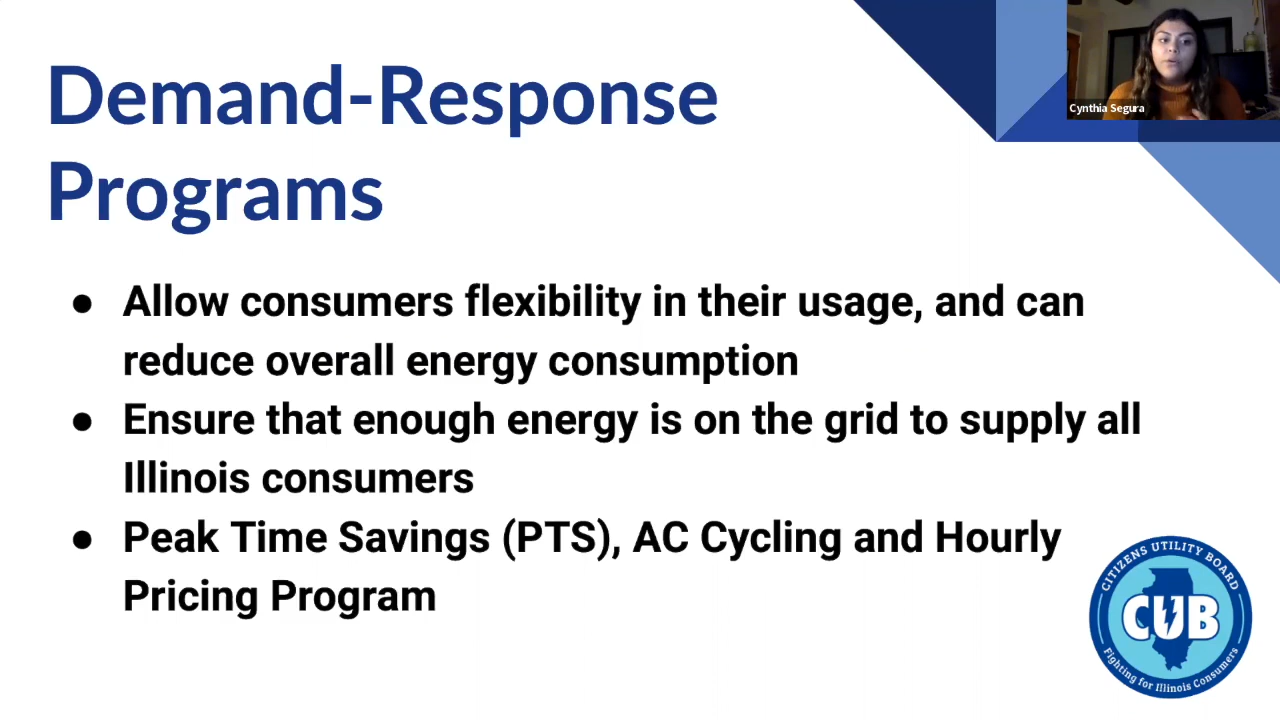 Demand-Response
Programs
Cynthia Segura
● Allow consumers flexibility in their usage, and can
reduce overall energy consumption
● Ensure that enough energy is on the grid to supply all
Illinois consumers
● Peak Time Savings (PTS), AC Cycling and Hourly
Pricing Program
CITIZENS UTILITY BOARD
CUB
Fighting for Illinois Consumers